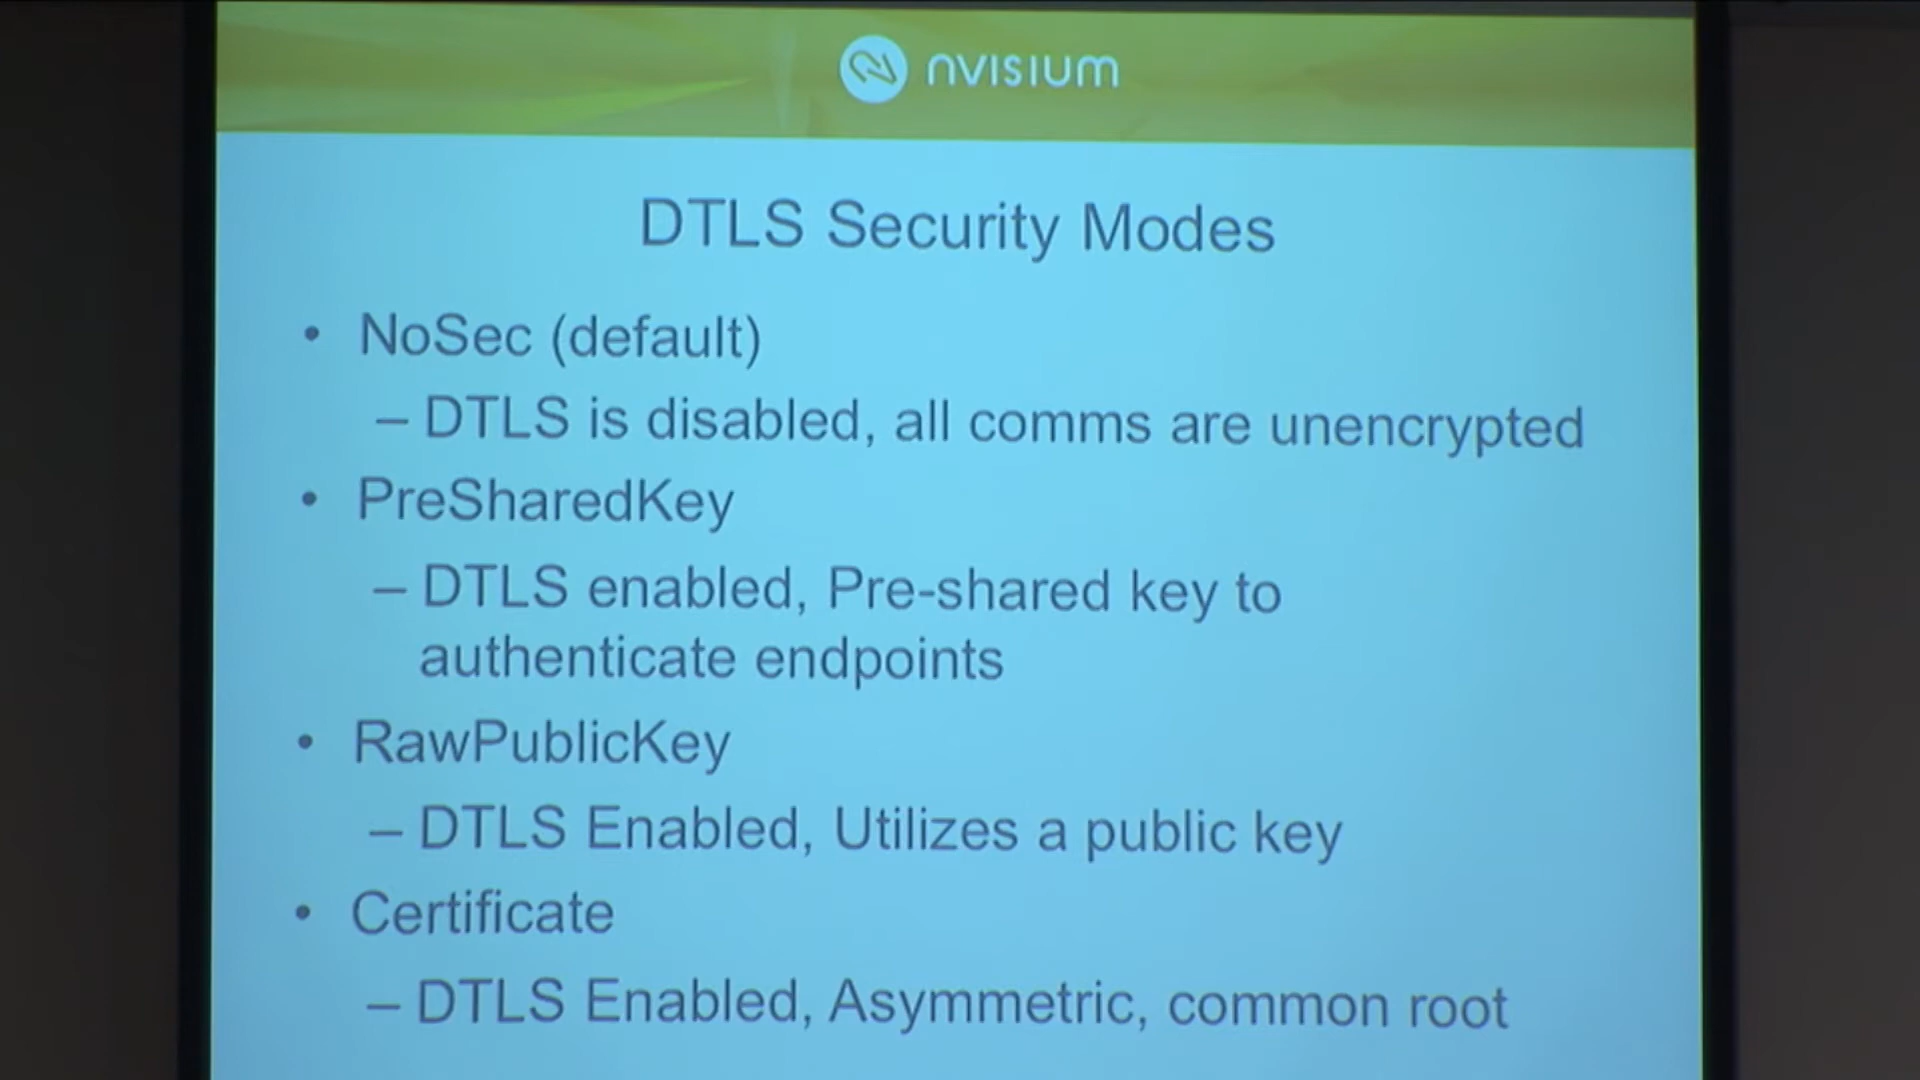 nVISIUM
DTLS Security Modes
• NoSec (default)
– DTLS is disabled, all comms are unencrypted
• PreSharedKey
– DTLS enabled, Pre-shared key to
authenticate endpoints
• RawPublicKey
– DTLS Enabled, Utilizes a public key
• Certificate
– DTLS Enabled, Asymmetric, common root